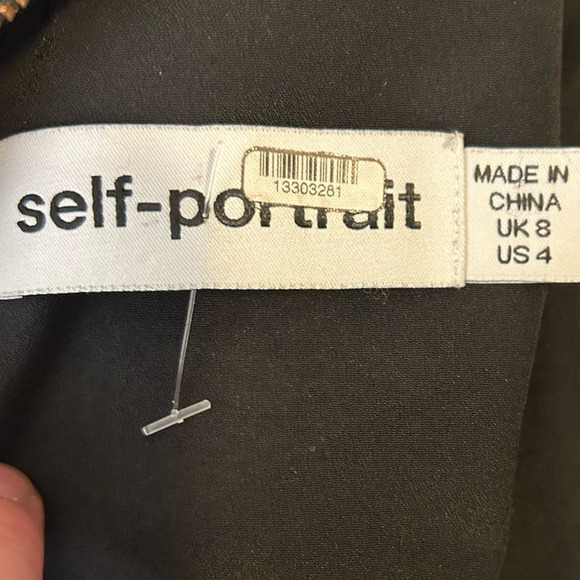 self-portrait
13303281
MADE IN
CHINA
UK 8
US 4